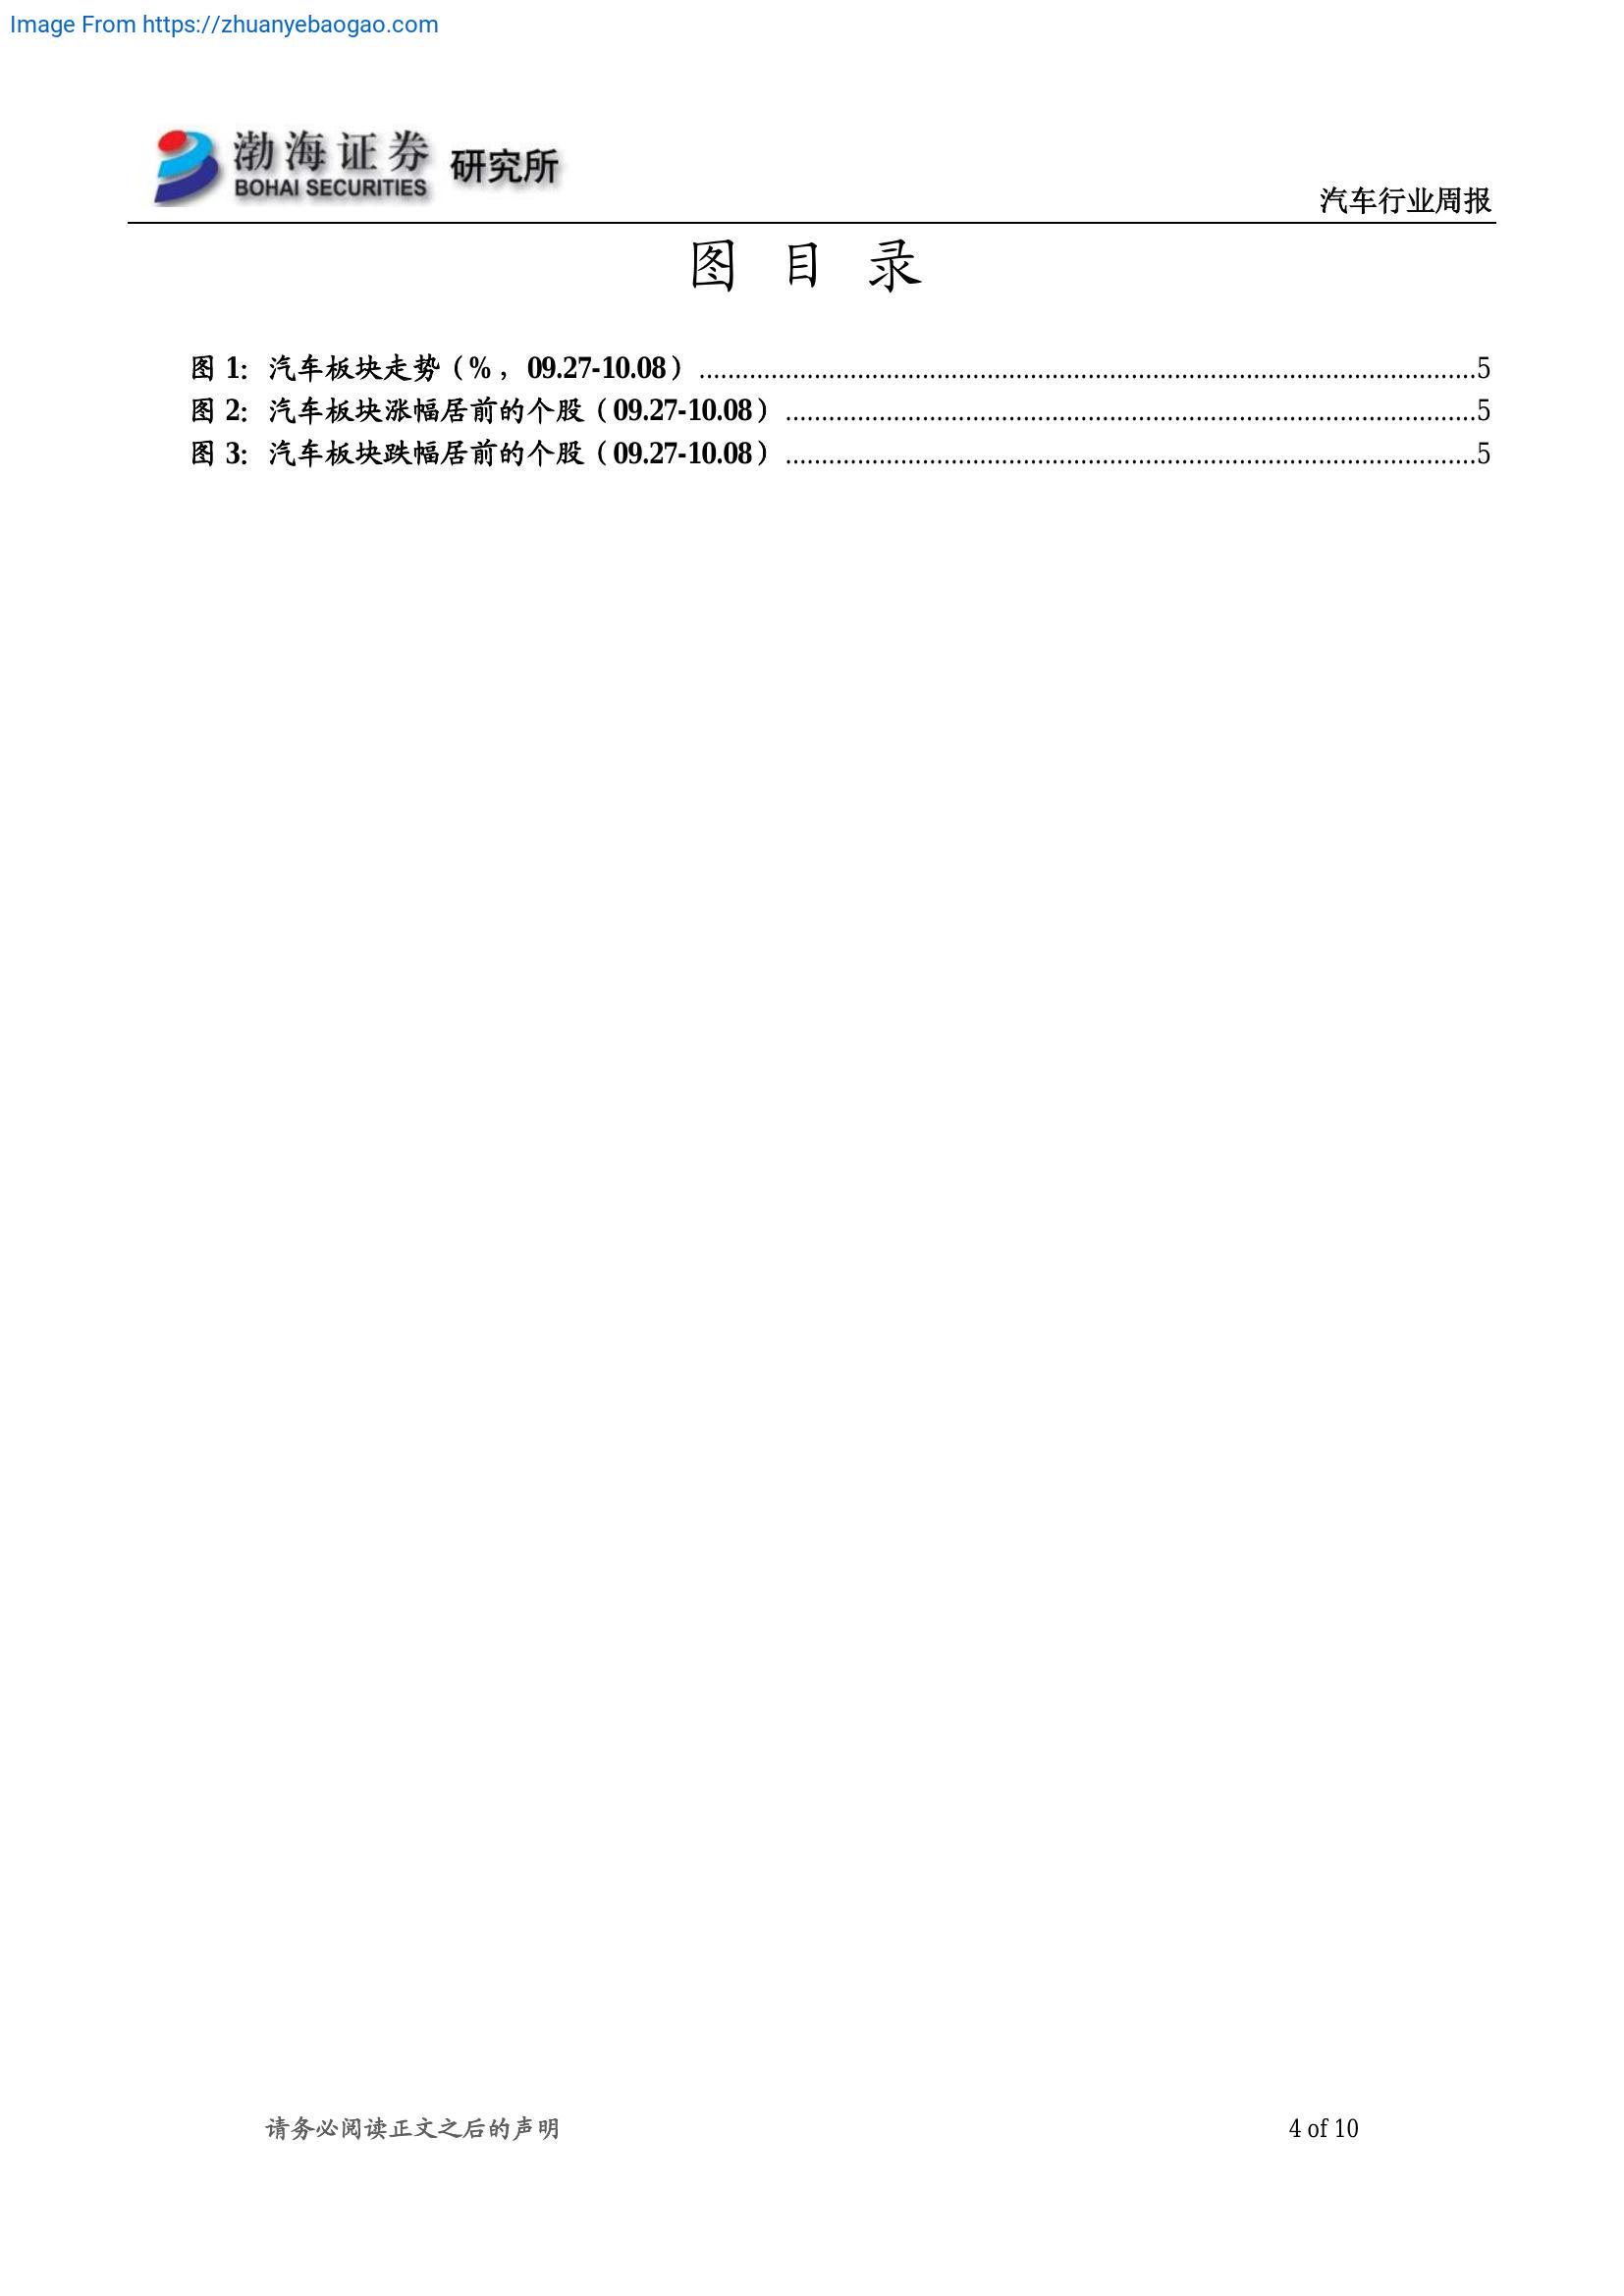 Image From https://zhuanyebaogao.com
渤海证券 研究所
BOHAI SECURITIES
汽车行业周报
图 目 录
图 1: 汽车板块走势（%，09.27-10.08）........................................5
图 2: 汽车板块涨幅居前的个股（09.27-10.08）........................................5
图 3: 汽车板块跌幅居前的个股（09.27-10.08）........................................5
请务必阅读正文之后的声明 4 of 10